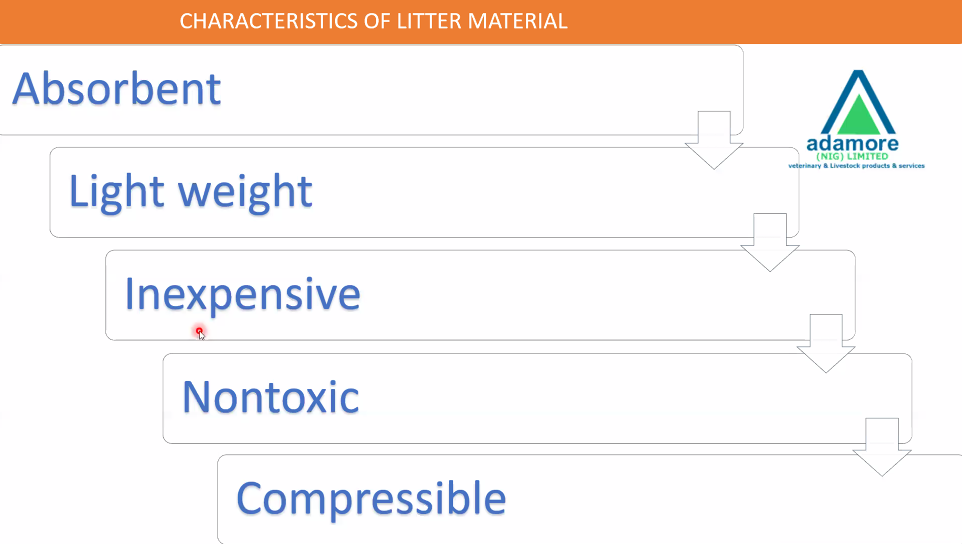 CHARACTERISTICS OF LITTER MATERIAL
Absorbent
adamore
(NIG) LIMITED
veterinary & Livestock products & services
Light weight
Inexpensive
Nontoxic
Compressible